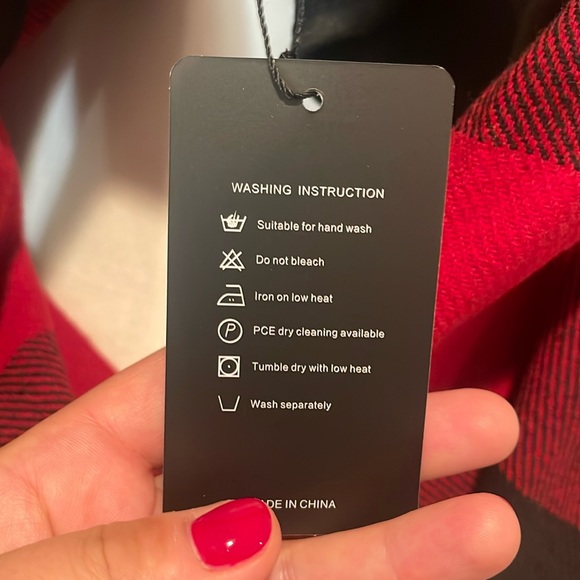 WASHING INSTRUCTION
Suitable for hand wash
Do not bleach
Iron on low heat
P
PCE dry cleaning available
Tumble dry with low heat
Wash separately
IN CHINA